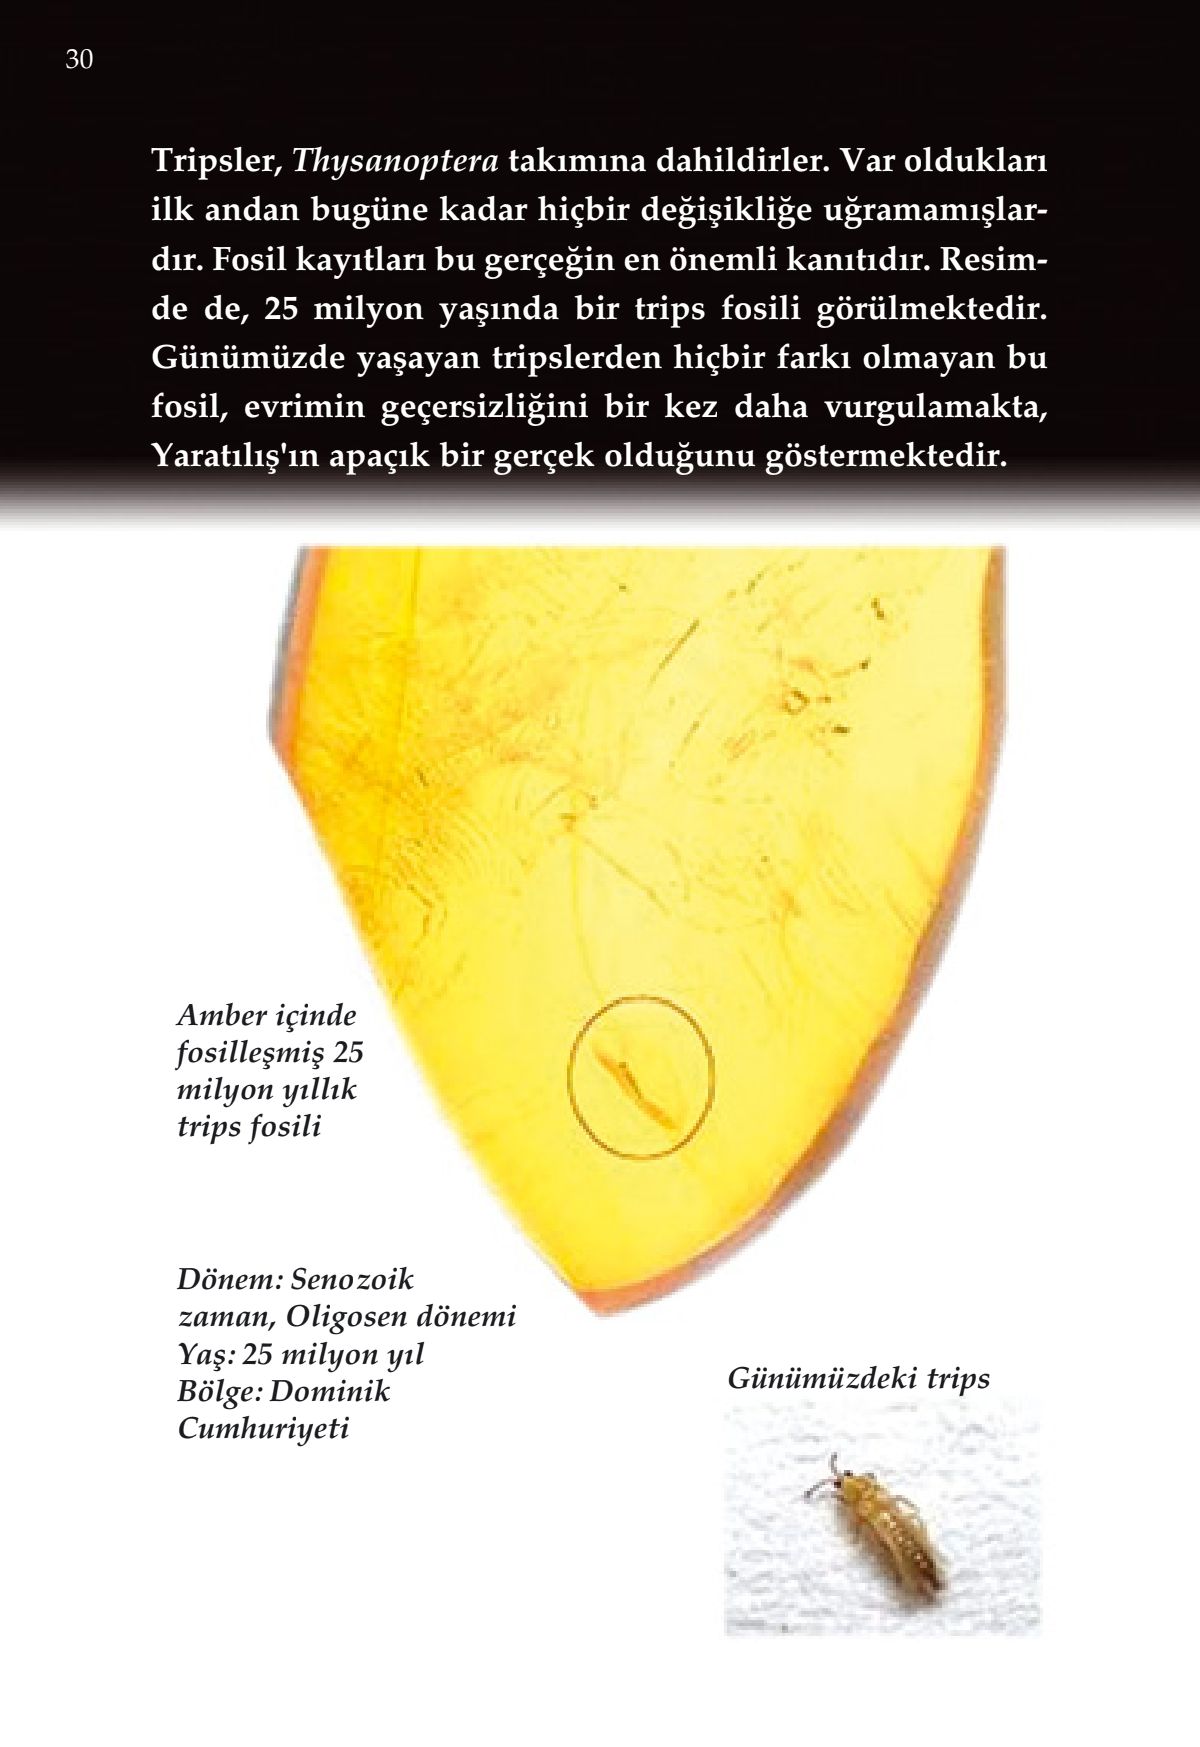 30
Tripsler, Thysanoptera takımına dahildirler. Var oldukları
ilk andan bugüne kadar hiçbir değişikliğe uğramamışlar-
dır. Fosil kayıtları bu gerçeğin en önemli kanıtıdır. Resim-
de de, 25 milyon yaşında bir trips fosili görülmektedir.
Günümüzde yaşayan tripslerden hiçbir farkı olmayan bu
fosil, evrimin geçersizliğini bir kez daha vurgulamakta,
Yaratılış'ın apaçık bir gerçek olduğunu göstermektedir.
Amber içinde
fosilleşmiş 25
milyon yıllık
trips fosili
Dönem: Senozoik
zaman, Oligosen dönemi
Yaş: 25 milyon yıl
Bölge: Dominik
Cumhuriyeti
Günümüzdeki trips